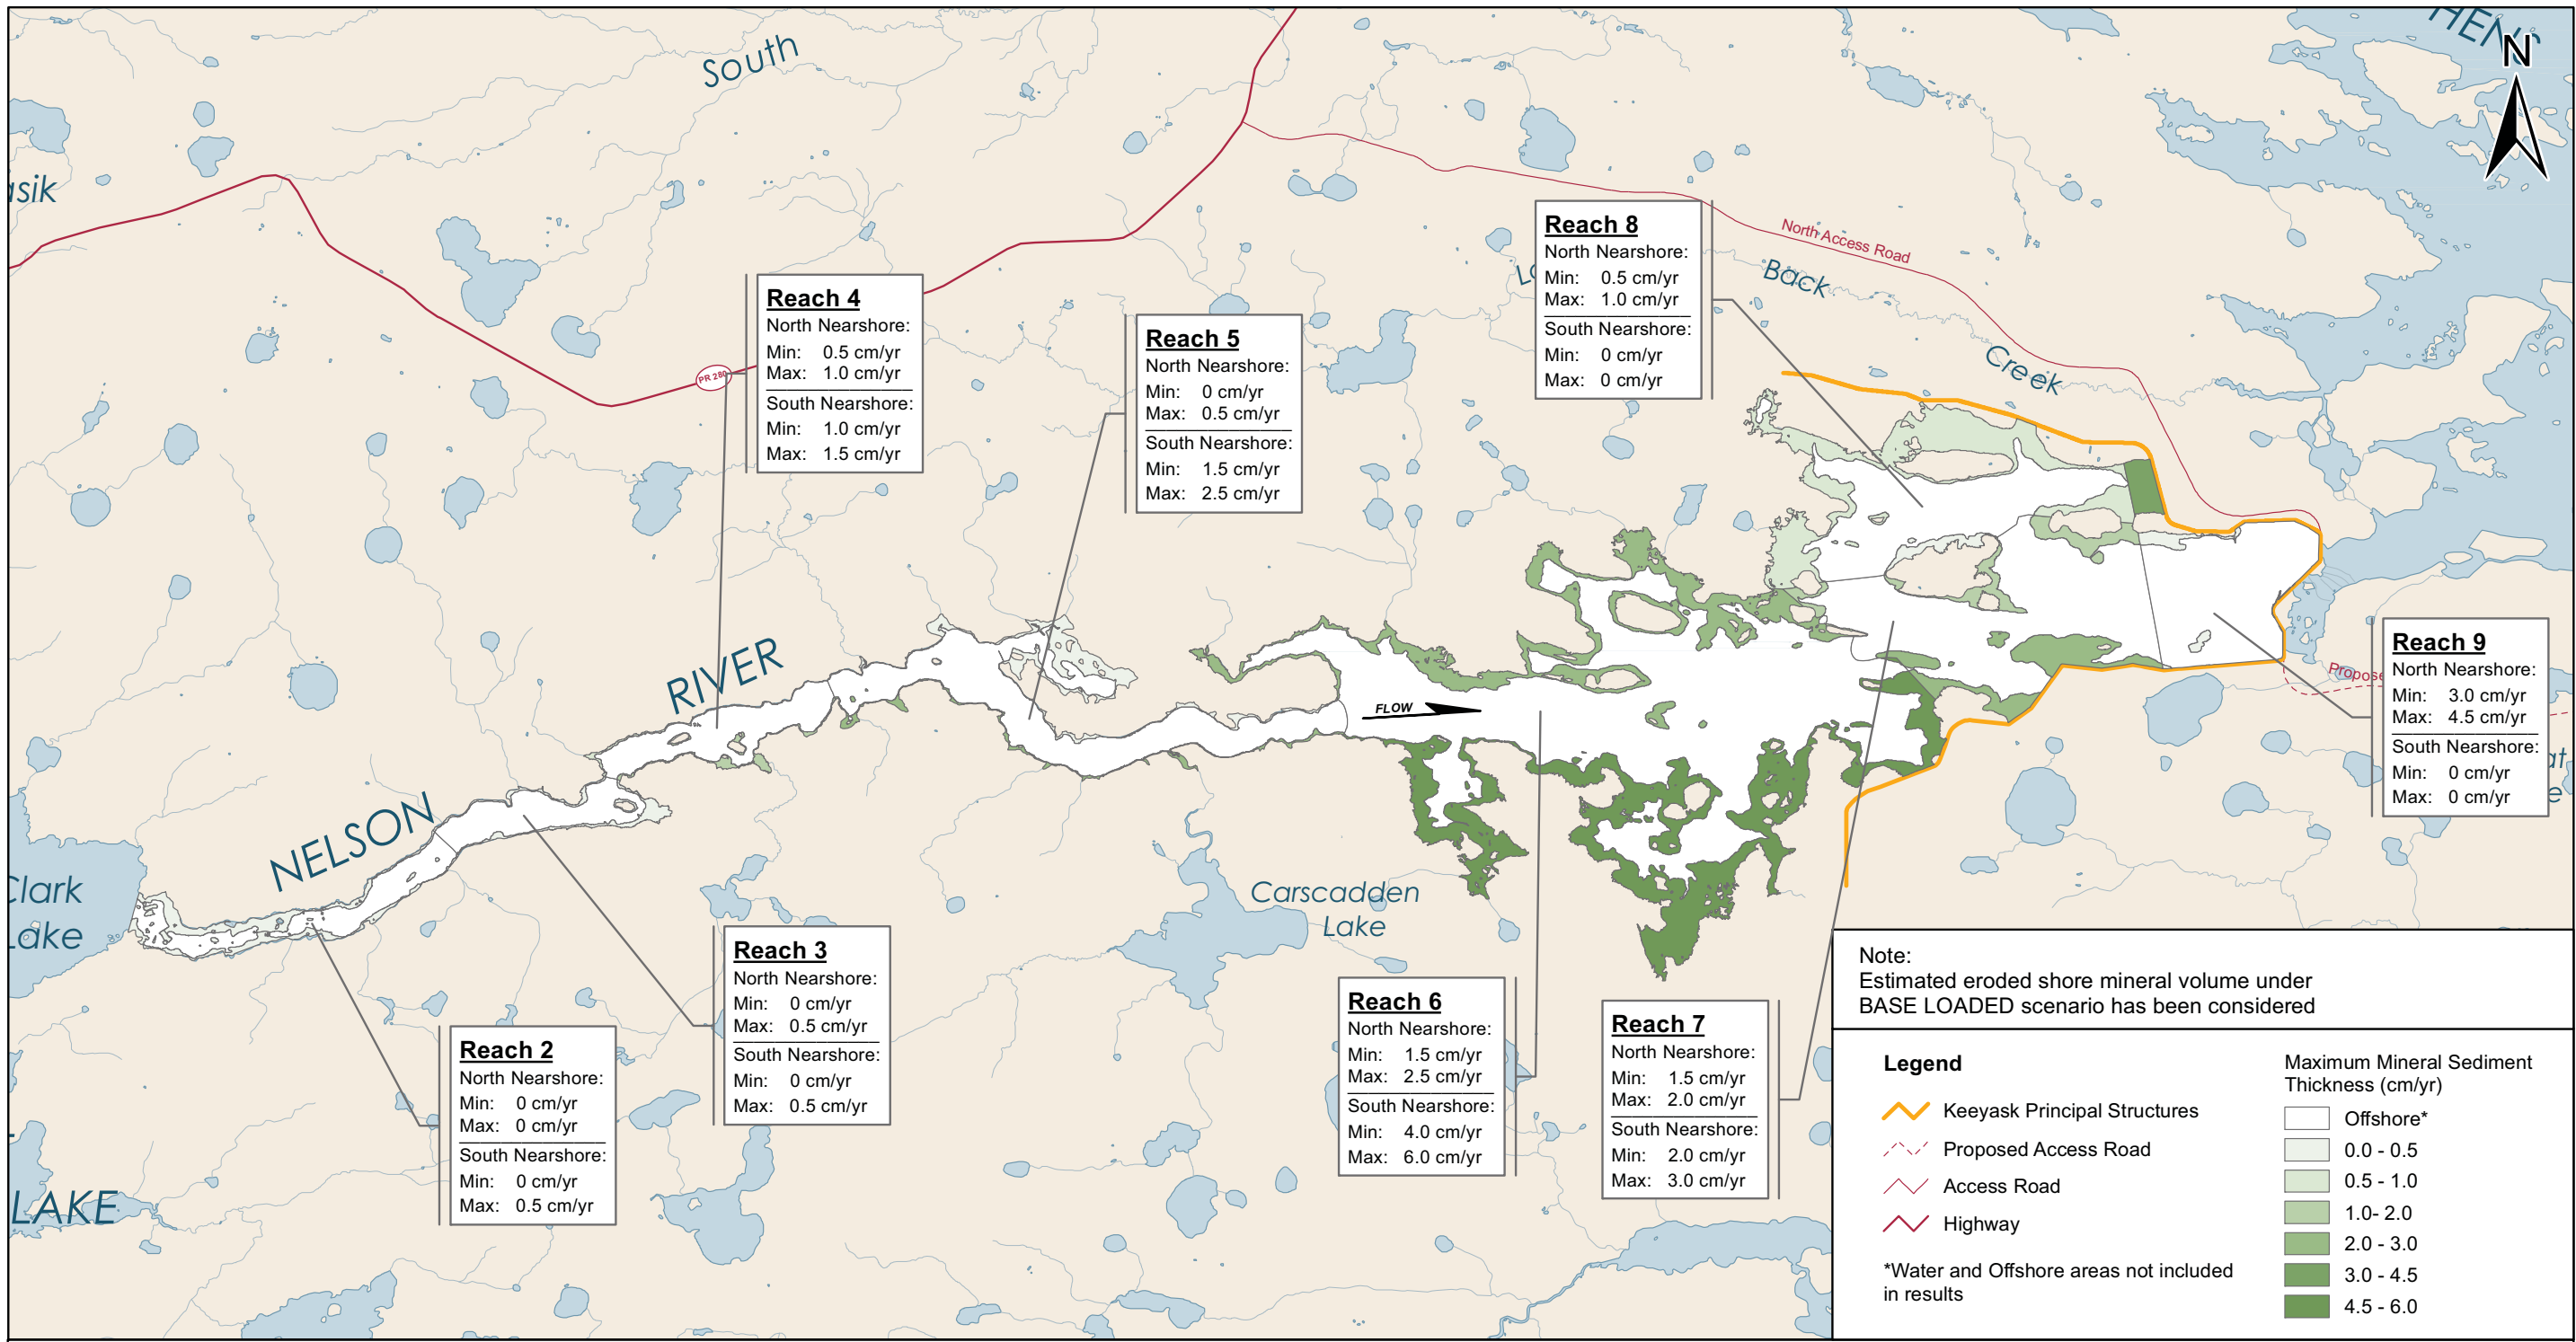 HENS
N
South
asik
North Access Road
Back
Creek
PR 280
Reach 8
North Nearshore:
Min: 0.5 cm/yr
Max: 1.0 cm/yr
South Nearshore:
Min: 0 cm/yr
Max: 0 cm/yr
Reach 4
North Nearshore:
Min: 0.5 cm/yr
Max: 1.0 cm/yr
South Nearshore:
Min: 1.0 cm/yr
Max: 1.5 cm/yr
Reach 5
North Nearshore:
Min: 0 cm/yr
Max: 0.5 cm/yr
South Nearshore:
Min: 1.5 cm/yr
Max: 2.5 cm/yr
Reach 9
North Nearshore:
Min: 3.0 cm/yr
Max: 4.5 cm/yr
South Nearshore:
Min: 0 cm/yr
Max: 0 cm/yr
Propose
at
e
NELSON RIVER
FLOW
Clark
Lake
Carscadden
Lake
LAKE
Reach 3
North Nearshore:
Min: 0 cm/yr
Max: 0.5 cm/yr
South Nearshore:
Min: 0 cm/yr
Max: 0.5 cm/yr
Reach 2
North Nearshore:
Min: 0 cm/yr
Max: 0 cm/yr
South Nearshore:
Min: 0 cm/yr
Max: 0.5 cm/yr
Reach 6
North Nearshore:
Min: 1.5 cm/yr
Max: 2.5 cm/yr
South Nearshore:
Min: 4.0 cm/yr
Max: 6.0 cm/yr
Reach 7
North Nearshore:
Min: 1.5 cm/yr
Max: 2.0 cm/yr
South Nearshore:
Min: 2.0 cm/yr
Max: 3.0 cm/yr
Note:
Estimated eroded shore mineral volume under
BASE LOADED scenario has been considered
Legend
Keeyask Principal Structures
Proposed Access Road
Access Road
Highway
*Water and Offshore areas not included
in results
Maximum Mineral Sediment
Thickness (cm/yr)
Offshore*
0.0 - 0.5
0.5 - 1.0
1.0- 2.0
2.0 - 3.0
3.0 - 4.5
4.5 - 6.0